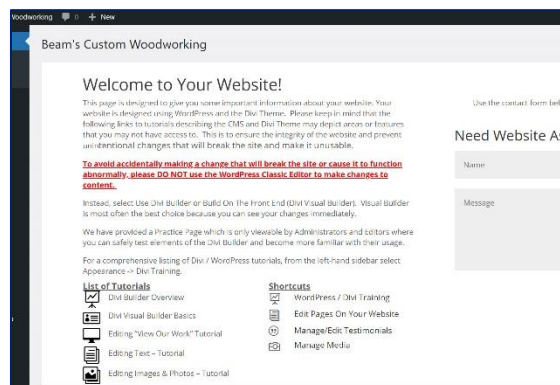 Woodworking 0 + New
Beam's Custom Woodworking
Welcome to Your Website!
This page is designed to give you some important information about your website. Your
website is designed using WordPress and the Divi Theme. Please keep in mind that the
following links to tutorials describing the CMS and Divi Theme may depict areas or features
that you may not have access to. This is to ensure the integrity of the website and prevent
unintentional changes that will break the site and make it unusable.
To avoid accidentally making a change that will break the site or cause it to function
abnormally, please DO NOT use the WordPress Classic Editor to make changes to
content.
Instead, select Use Divi Builder or Build On The Front End (Divi Visual Builder). Visual Builder
is most often the best choice because you can see your changes immediately.
We have provided a Practice Page which is only viewable by Administrators and Editors where
you can safely test elements of the Divi Builder and become more familiar with their usage.
For a comprehensive listing of Divi / WordPress tutorials, from the left-hand sidebar select
Appearance -> Divi Training.
List of Tutorials
Divi Builder Overview
Divi Visual Builder Basics
Editing "View Our Work" Tutorial
Editing Text – Tutorial
Editing Images & Photos – Tutorial
Shortcuts
WordPress / Divi Training
Edit Pages On Your Website
Manage/Edit Testimonials
Manage Media
Use the contact form bel
Need Website As
Name
Message